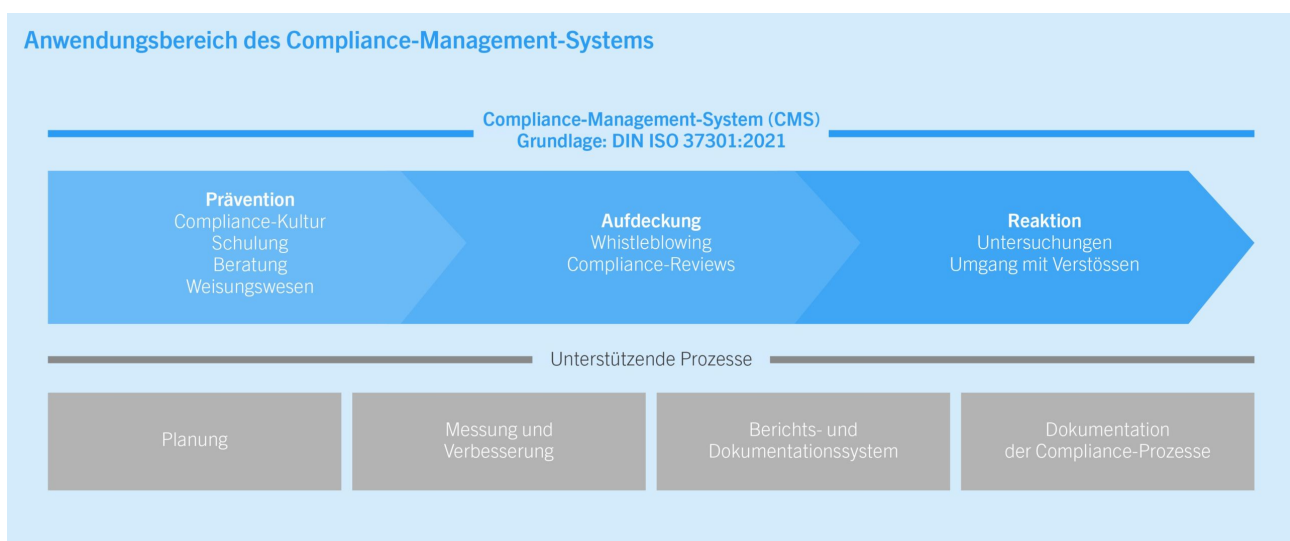 Anwendungsbereich des Compliance-Management-Systems
Compliance-Management-System (CMS)
Grundlage: DIN ISO 37301:2021
Prävention
Compliance-Kultur
Schulung
Beratung
Weisungswesen
Aufdeckung
Whistleblowing
Compliance-Reviews
Reaktion
Untersuchungen
Umgang mit Verstössen
Unterstützende Prozesse
Planung
Messung und
Verbesserung
Berichts- und
Dokumentationssystem
Dokumentation
der Compliance-Prozesse